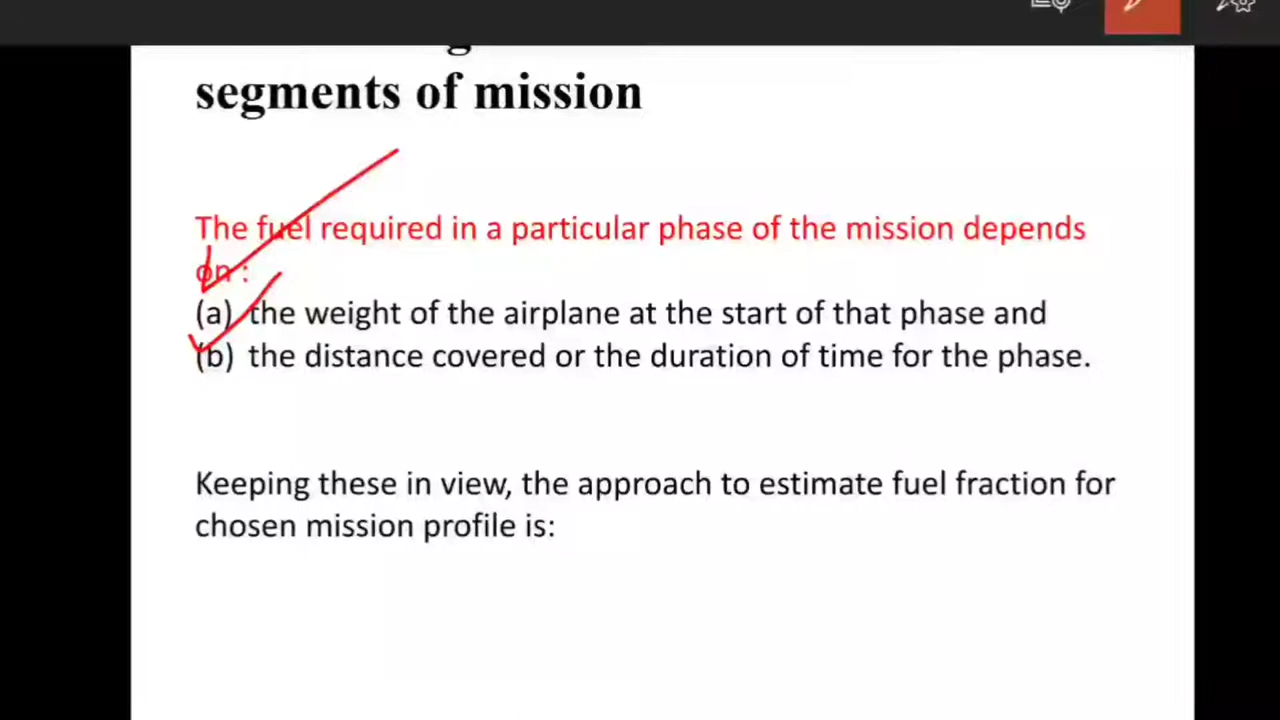 segments of mission
The fuel required in a particular phase of the mission depends
on :
(a) the weight of the airplane at the start of that phase and
(b) the distance covered or the duration of time for the phase.
Keeping these in view, the approach to estimate fuel fraction for
chosen mission profile is: